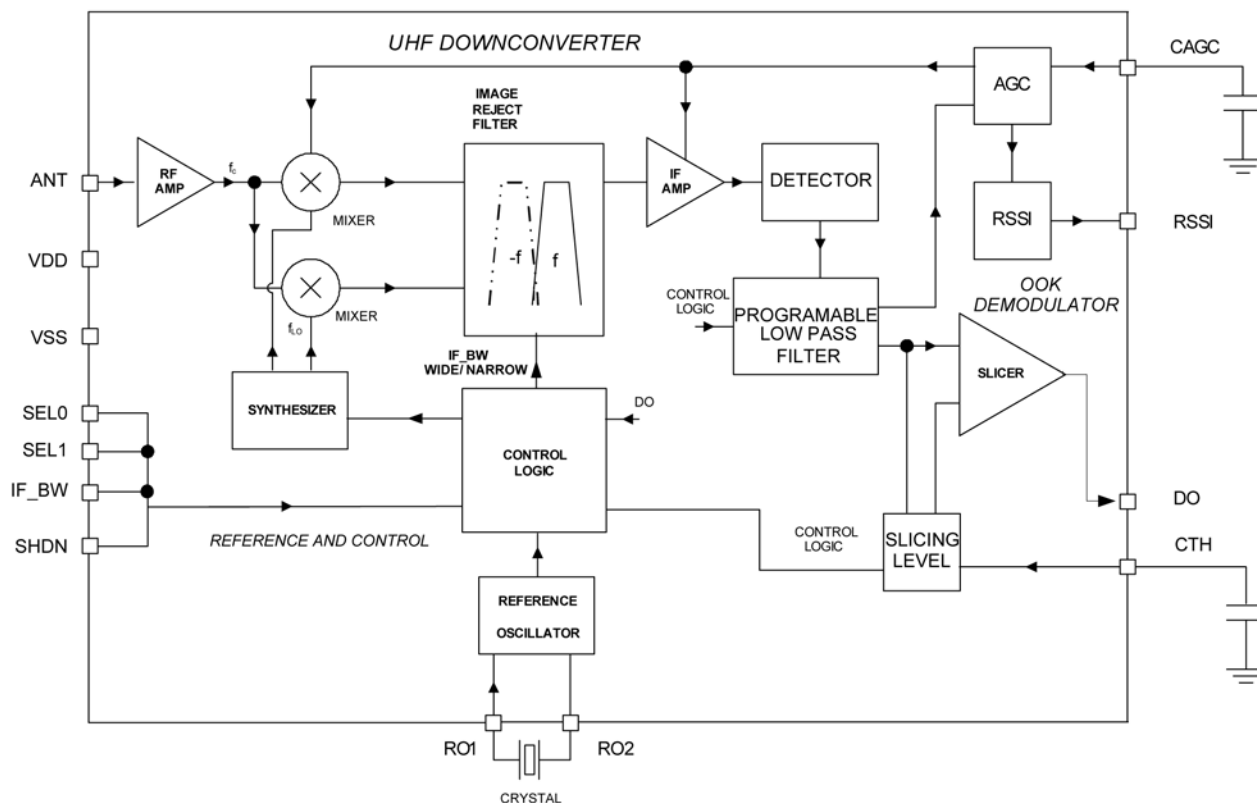 UHF DOWNCONVERTER
CAGC
AGC
IMAGE
REJECT
FILTER
ANT
RF
AMP
fc
MIXER
IF
AMP
DETECTOR
RSSI
RSSI
-f
f
VDD
MIXER
fLO
CONTROL
LOGIC
PROGRAMABLE
LOW PASS
FILTER
OOK
DEMODULATOR
VSS
IF_BW
WIDE/ NARROW
SLICER
SEL0
SEL1
IF_BW
SHDN
SYNTHESIZER
DO
CONTROL
LOGIC
DO
REFERENCE AND CONTROL
CONTROL
LOGIC
SLICING
LEVEL
CTH
REFERENCE
OSCILLATOR
RO1
RO2
CRYSTAL